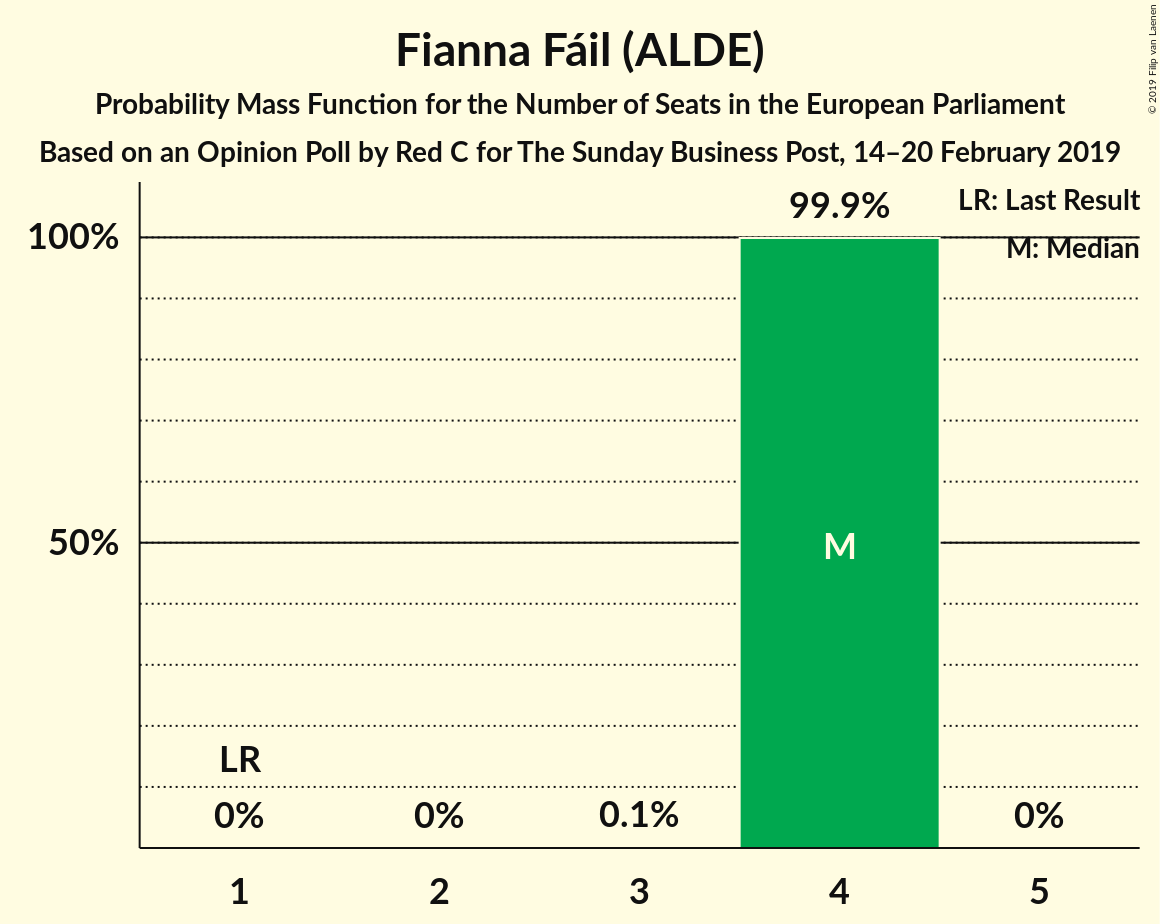 Fianna Fáil (ALDE)
Probability Mass Function for the Number of Seats in the European Parliament
Based on an Opinion Poll by Red C for The Sunday Business Post, 14–20 February 2019
© 2019 Filip van Laenen
LR: Last Result
M: Median
99.9%
100%
50%
M
LR
0%
0%
0.1%
0%
1
2
3
4
5